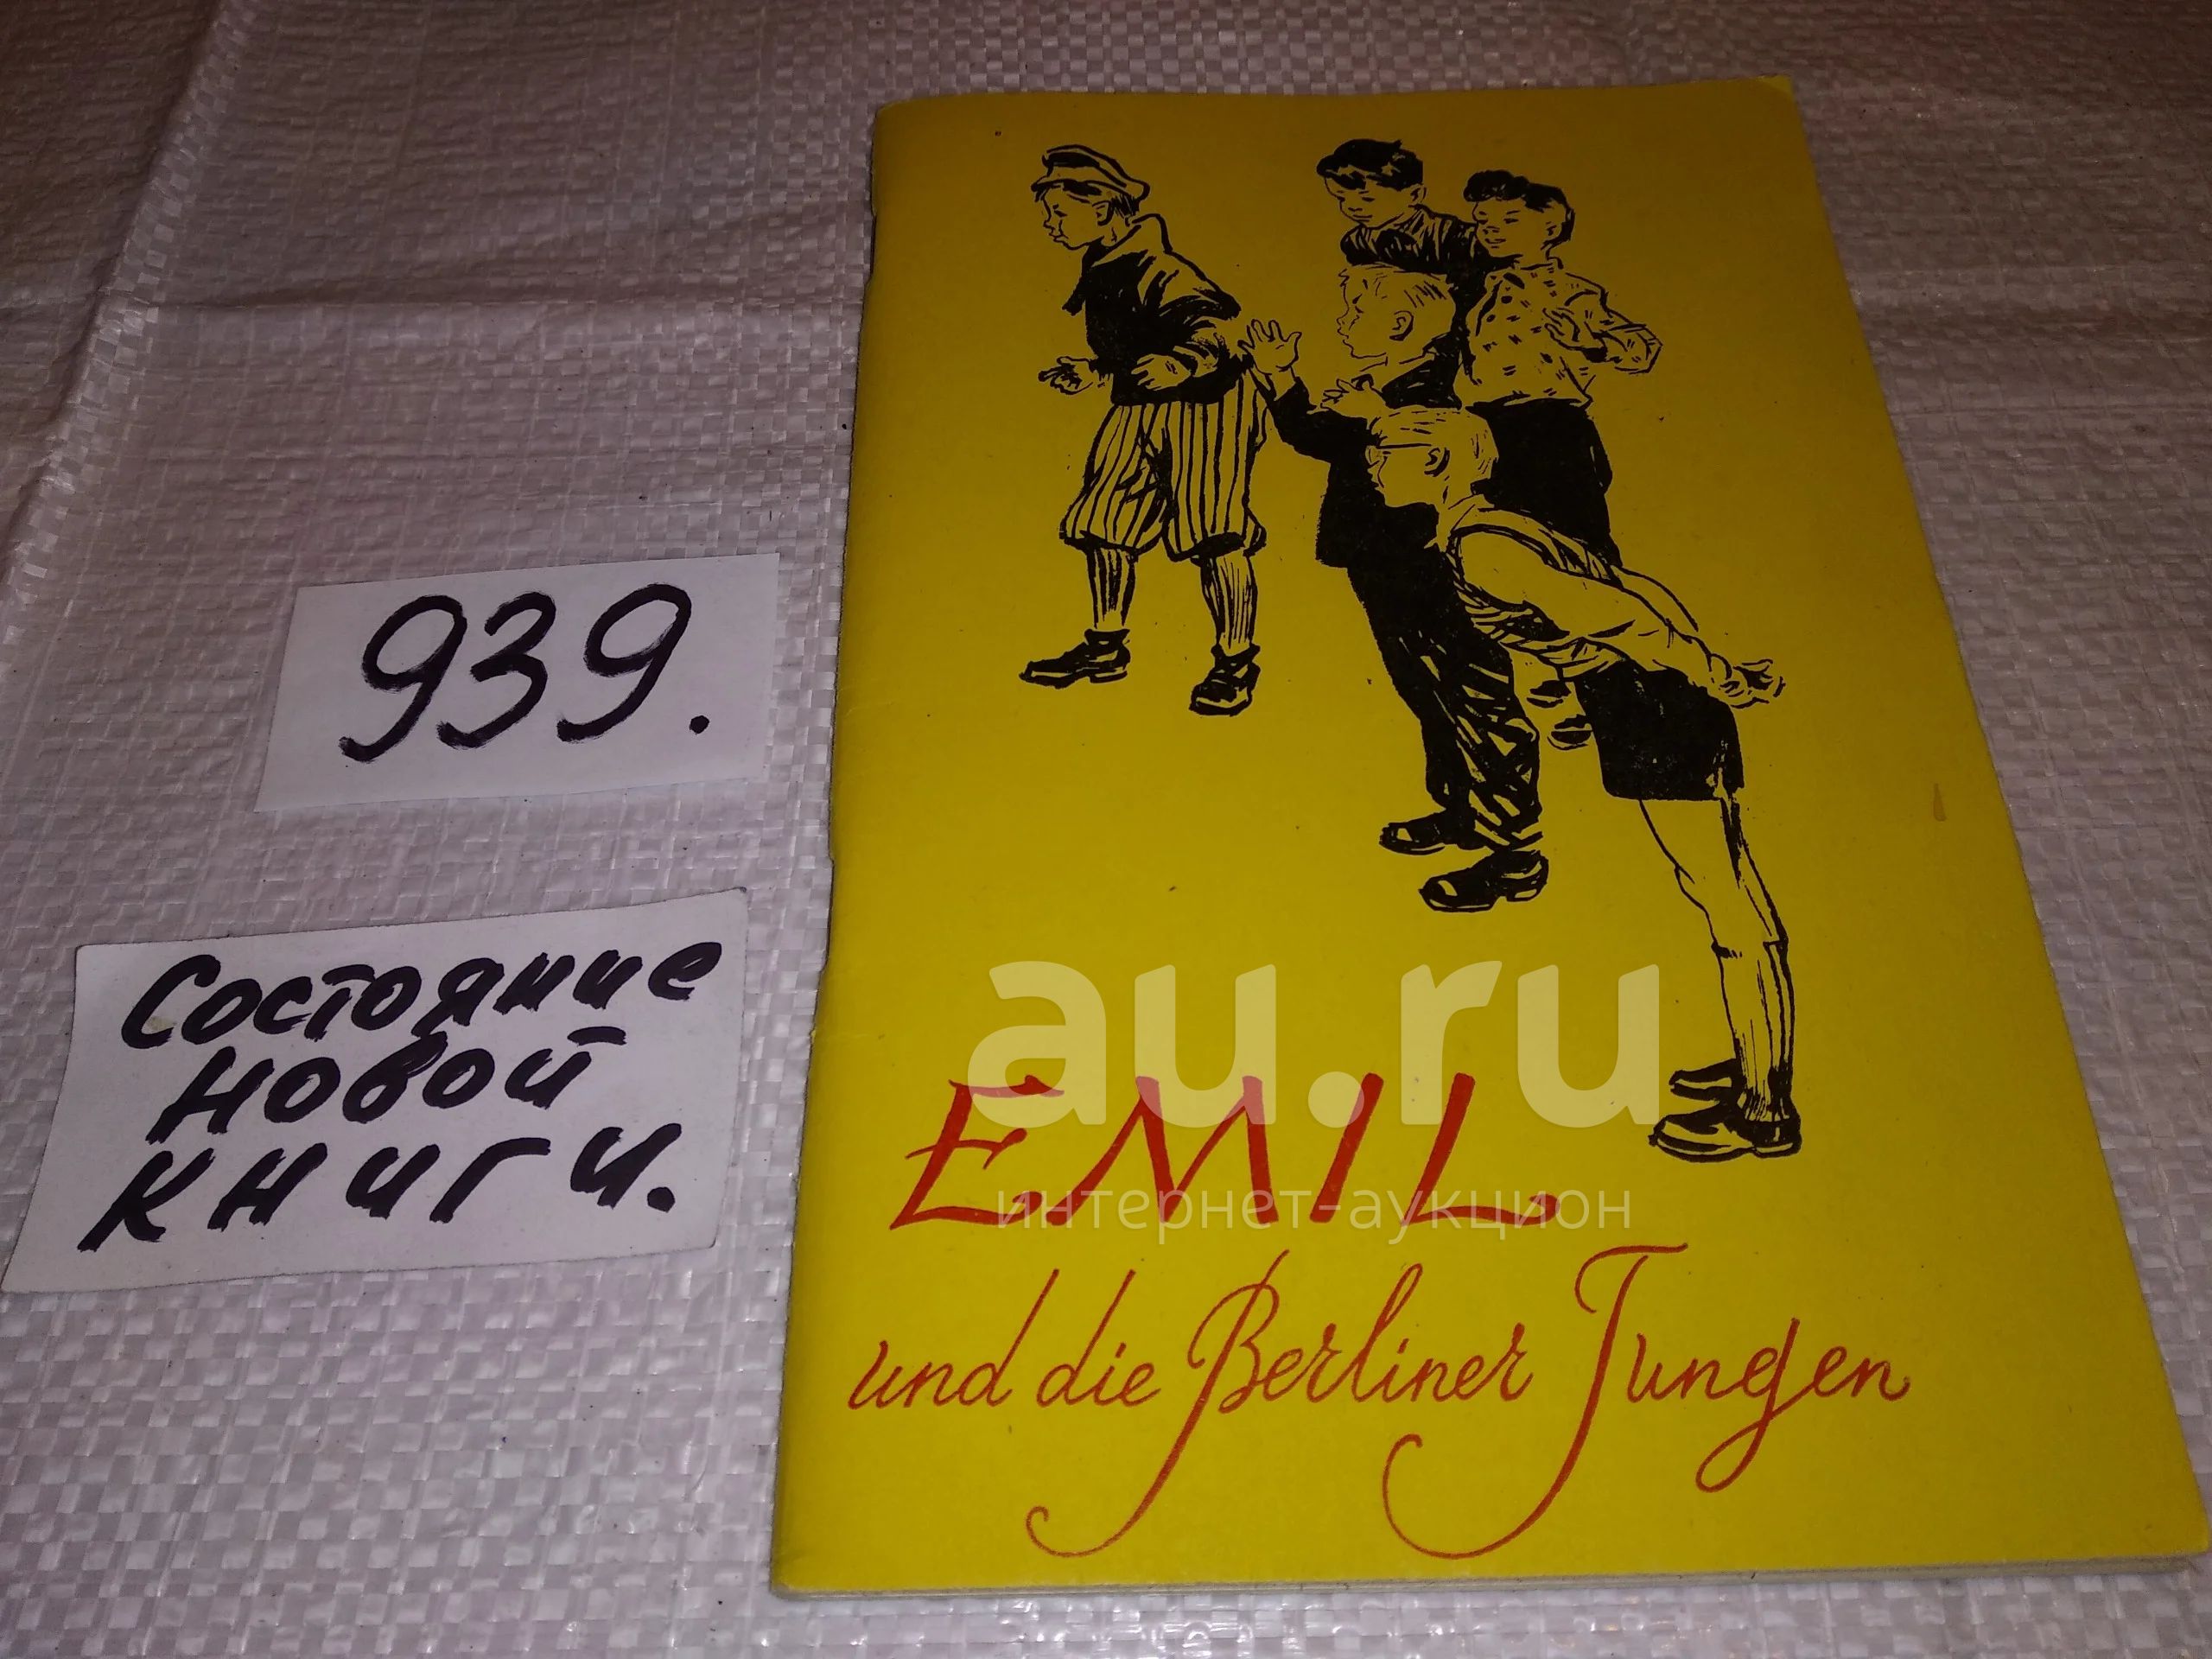 939.
Состояние
новой
книги.
au.ru
интернет-аукцион
EMIL
und die Berliner Jungen